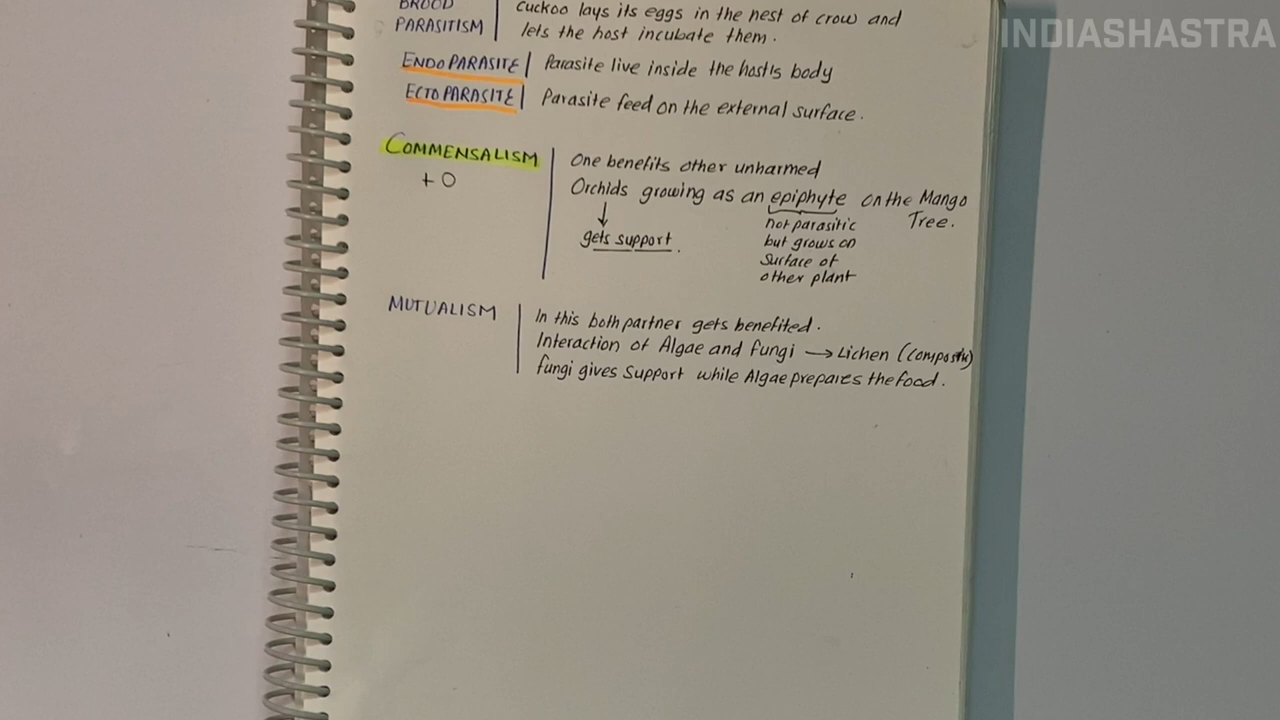 INDIASHASTRA
BROOD
PARASITISM
cuckoo lays its eggs in the nest of crow and
lets the host incubate them.
ENDOPARASITE
Parasite live inside the hosts body
ECTOPARASITE
Parasite feed on the external surface.
COMMENSALISM
+ O
One benefits other unharmed
Orchids growing as an epiphyte on the Mango
Tree.
↓
gets support.
not parasitic
but grows on
surface of
other plant
MUTUALISM
In this both partner gets benefited.
Interaction of Algae and fungi → Lichen (composite)
fungi gives support while Algae prepares the food.